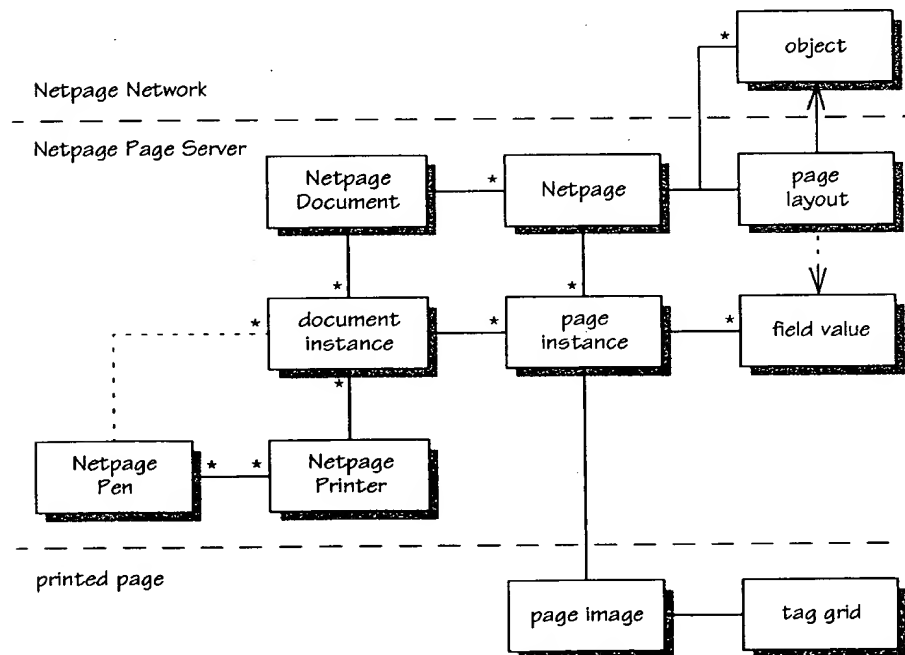 *
object
Netpage Network
Netpage Page Server
Netpage
Document
*
Netpage
page
layout
*
*
*
document
instance
*
page
instance
*
field value
*
Netpage
Pen
*
*
Netpage
Printer
printed page
page image
tag grid